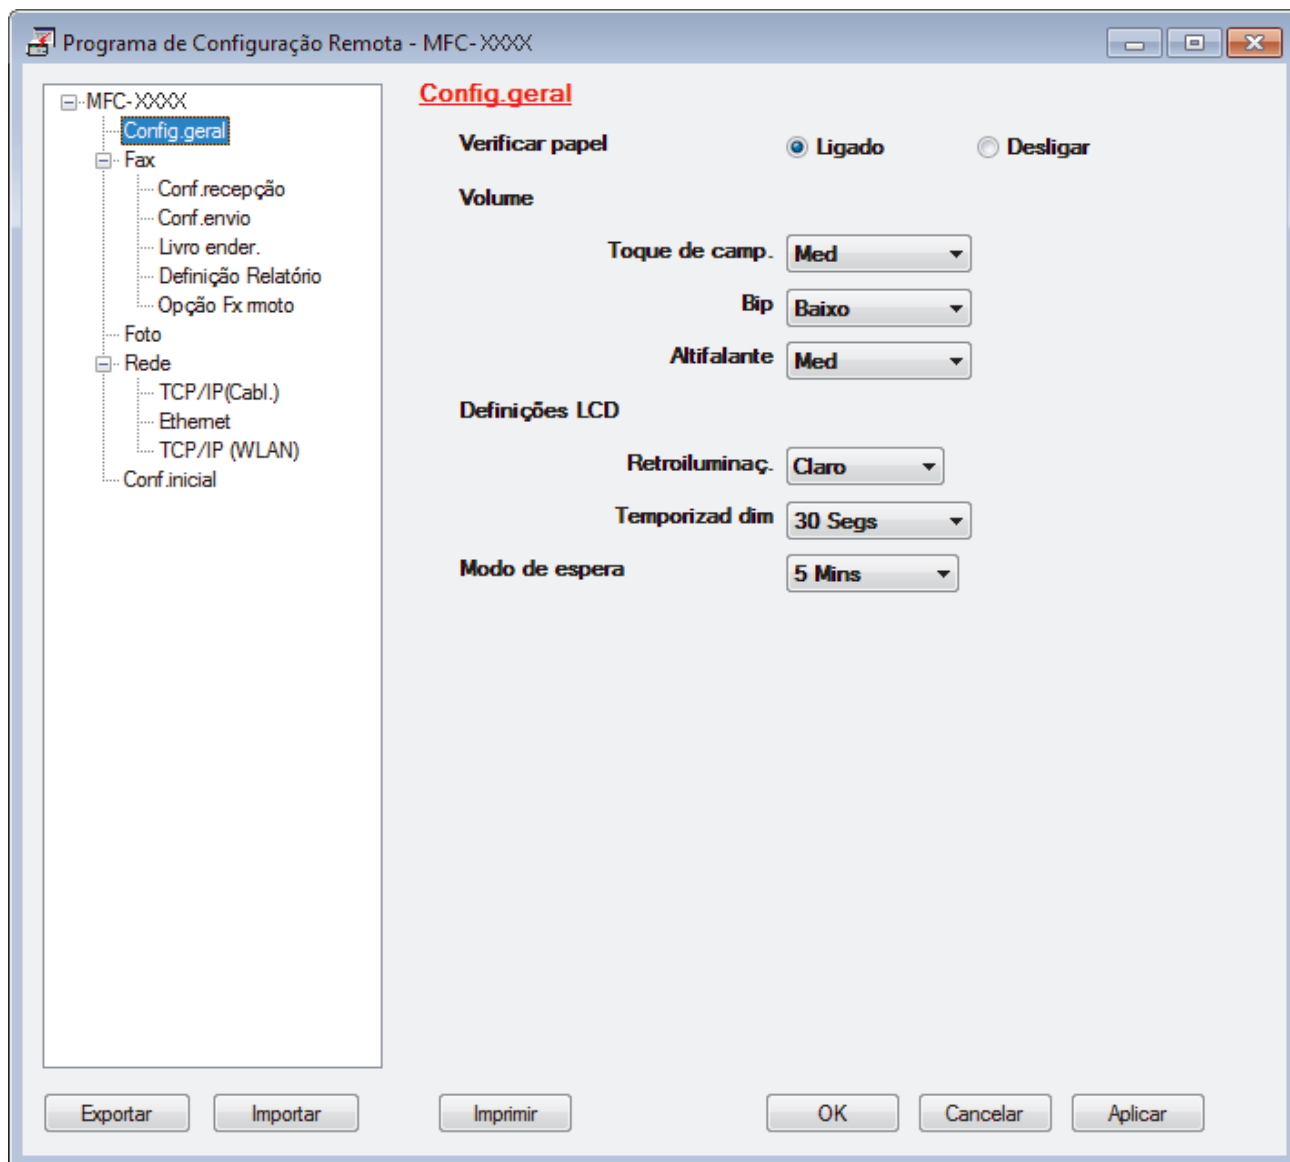 Programa de Configuração Remota - MFC-XXXX
MFC-XXXX
Config.geral
Fax
Conf.recepção
Conf.envio
Livro ender.
Definição Relatório
Opção Fx rmoto
Foto
Rede
TCP/IP(Cabl.)
Ethernet
TCP/IP (WLAN)
Conf.inicial
Config.geral
Verificar papel Ligado Desligar
Volume
Toque de camp. Med
Bip Baixo
Altifalante Med
Definições LCD
Retroiluminaç. Claro
Temporizad dim 30 Segs
Modo de espera 5 Mins
Exportar Importar Imprimir OK Cancelar Aplicar